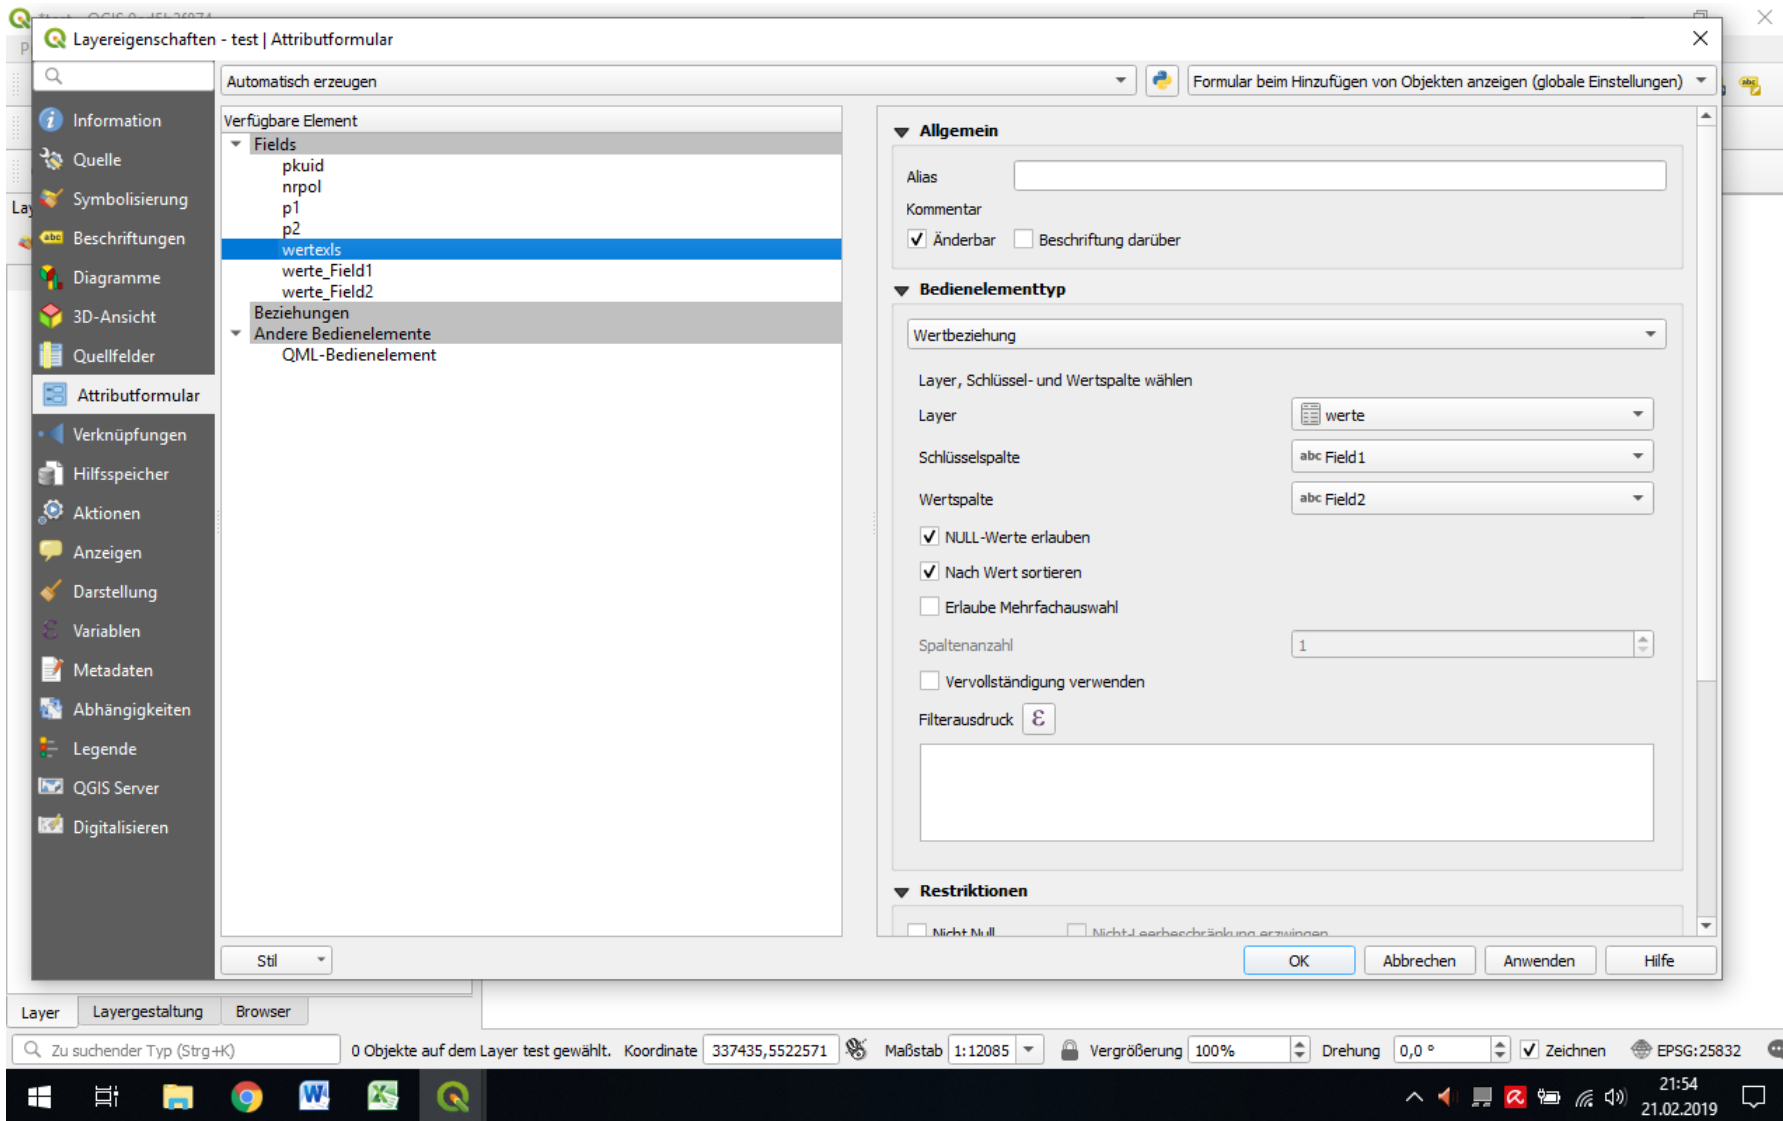 Layereigenschaften - test | Attributformular
Automatisch erzeugen
Formular beim Hinzufügen von Objekten anzeigen (globale Einstellungen)
Information
Quelle
Symbolisierung
Beschriftungen
Diagramme
3D-Ansicht
Quellfelder
Attributformular
Verknüpfungen
Hilfsspeicher
Aktionen
Anzeigen
Darstellung
Variablen
Metadaten
Abhängigkeiten
Legende
QGIS Server
Digitalisieren
Verfügbare Element
Fields
pkuid
nrpol
p1
p2
wertexls
werte_Field1
werte_Field2
Beziehungen
Andere Bedienelemente
QML-Bedienelement
Allgemein
Alias
Kommentar
Änderbar Beschriftung darüber
Bedienelementtyp
Wertbeziehung
Layer, Schlüssel- und Wertspalte wählen
Layer werte
Schlüsselspalte abc Field1
Wertspalte abc Field2
NULL-Werte erlauben
Nach Wert sortieren
Erlaube Mehrfachauswahl
Spaltenanzahl 1
Vervollständigung verwenden
Filterausdruck ε
Restriktionen
Nicht Null Nicht-Leerbeschränkung erzwingen
Stil
OK Abbrechen Anwenden Hilfe
Layer Layergestaltung Browser
Zu suchender Typ (Strg+K) 0 Objekte auf dem Layer test gewählt. Koordinate 337435,5522571 Maßstab 1:12085 Vergrößerung 100% Drehung 0,0 ° Zeichnen EPSG:25832
21:54
21.02.2019